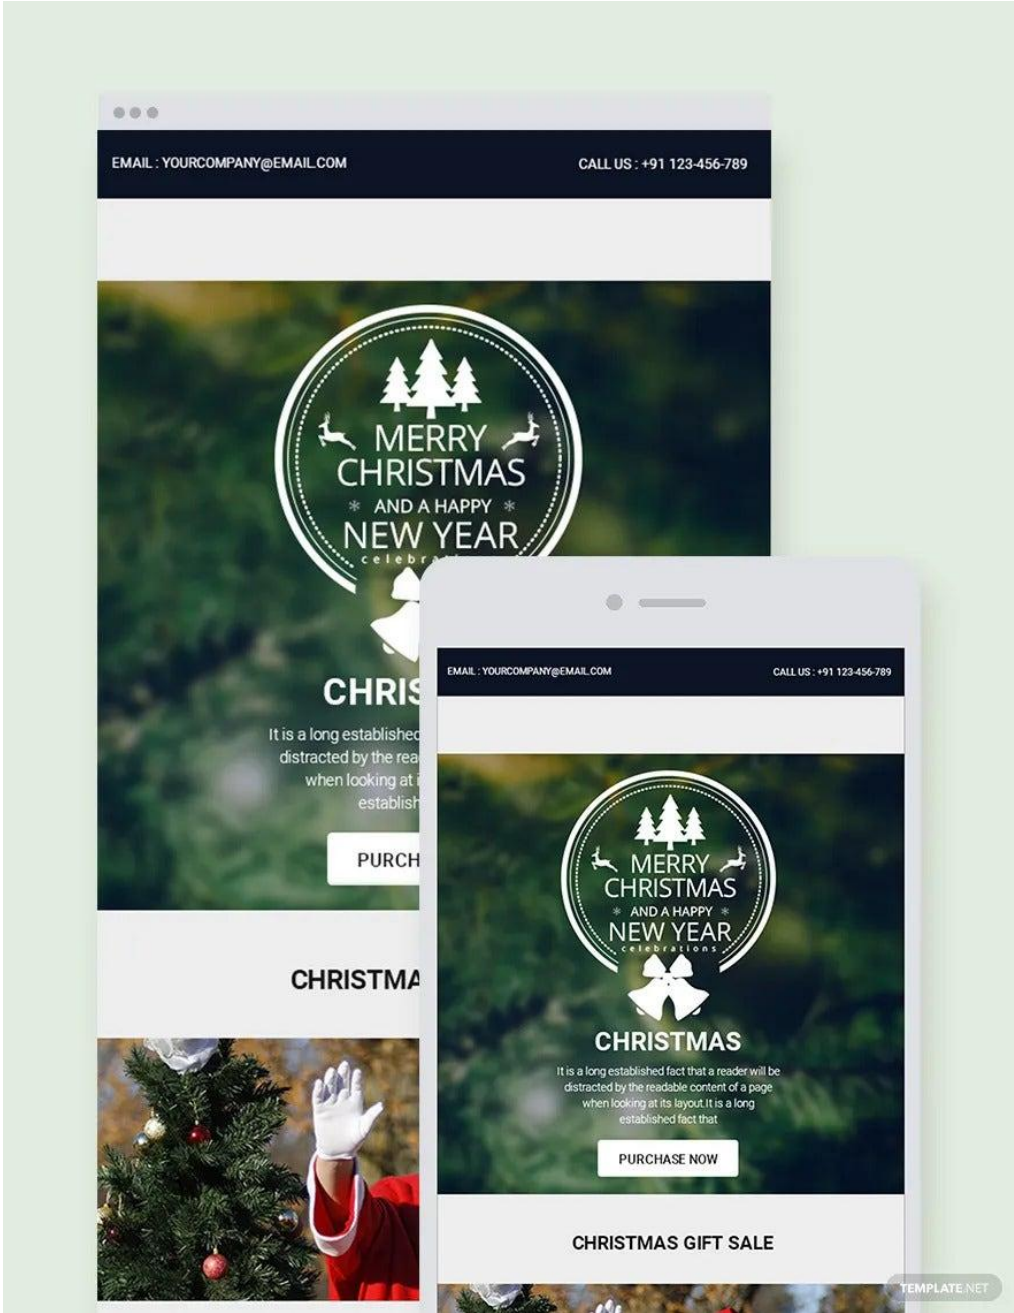 EMAIL : YOURCOMPANY@EMAIL.COM
CALL US : +91 123-456-789
MERRY
CHRISTMAS
* AND A HAPPY *
NEW YEAR
celebra
CHRIS
It is a long established
distracted by the rea
when looking at i
establish
PURCH
CHRISTMA
EMAIL : YOURCOMPANY@EMAIL.COM
CALL US : +91 123-456-789
MERRY
CHRISTMAS
* AND A HAPPY *
NEW YEAR
celebrations
CHRISTMAS
It is a long established fact that a reader will be
distracted by the readable content of a page
when looking at its layout.It is a long
established fact that
PURCHASE NOW
CHRISTMAS GIFT SALE
TEMPLATE.NET